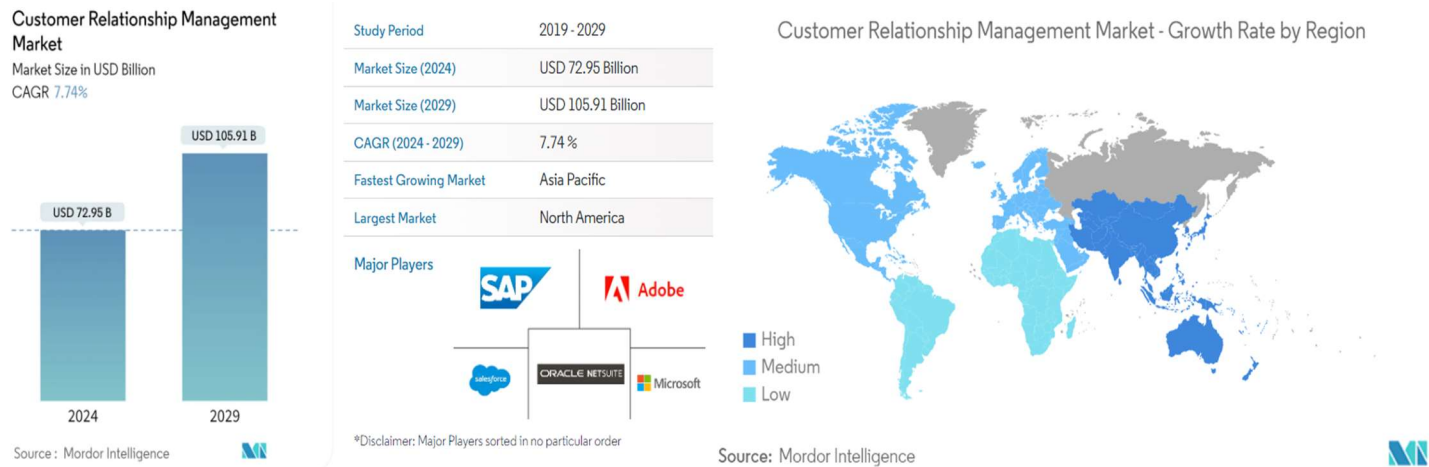 Customer Relationship Management
Market
Market Size in USD Billion
CAGR 7.74%
USD 105.91 B
USD 72.95 B
2024
2029
Source : Mordor Intelligence
Study Period 2019 - 2029
Market Size (2024) USD 72.95 Billion
Market Size (2029) USD 105.91 Billion
CAGR (2024 - 2029) 7.74 %
Fastest Growing Market Asia Pacific
Largest Market North America
Major Players
SAP
Adobe
salesforce
ORACLE NETSUITE
Microsoft
*Disclaimer: Major Players sorted in no particular order
Customer Relationship Management Market - Growth Rate by Region
High
Medium
Low
Source: Mordor Intelligence